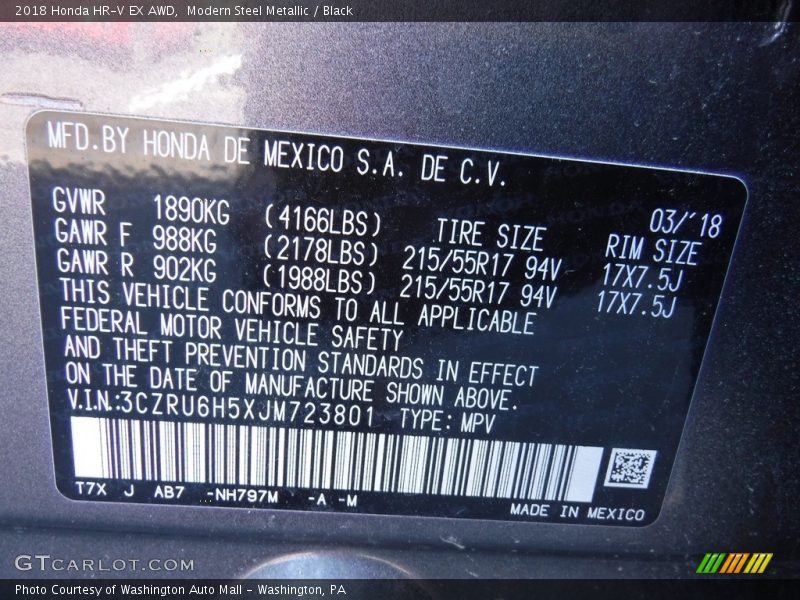 2018 Honda HR-V EX AWD, Modern Steel Metallic / Black
MFD.BY HONDA DE MEXICO S.A. DE C.V.
03/´18
GVWR 1890KG (4166LBS) TIRE SIZE RIM SIZE
GAWR F 988KG (2178LBS) 215/55R17 94V 17X7.5J
GAWR R 902KG (1988LBS) 215/55R17 94V 17X7.5J
THIS VEHICLE CONFORMS TO ALL APPLICABLE
FEDERAL MOTOR VEHICLE SAFETY
AND THEFT PREVENTION STANDARDS IN EFFECT
ON THE DATE OF MANUFACTURE SHOWN ABOVE.
V.I.N.:3CZRU6H5XJM723801 TYPE: MPV
T7X J AB7 -NH797M -A -M
MADE IN MEXICO
GTCARLOT.COM
Photo Courtesy of Washington Auto Mall - Washington, PA